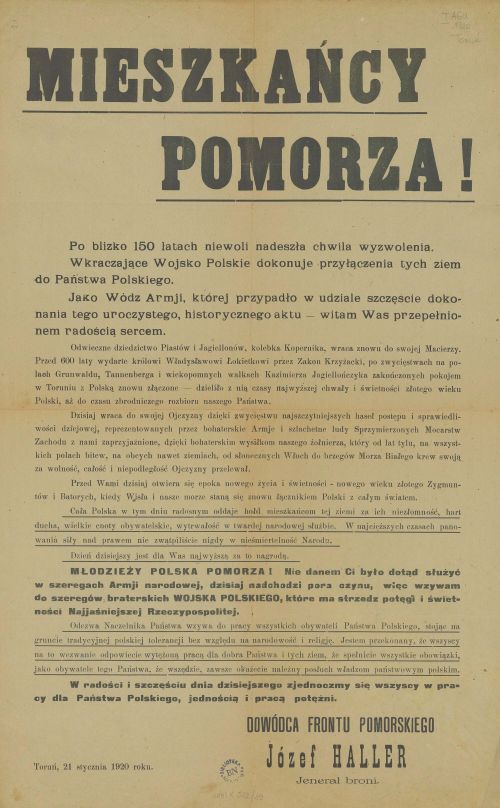 MIESZKAŃCY
POMORZA!
Po blizko 150 latach niewoli nadeszła chwila wyzwolenia.
Wkraczające Wojsko Polskie dokonuje przyłączenia tych ziem
do Państwa Polskiego.
Jako Wódz Armji, której przypadło w udziale szczęscie doko-
nania tego uroczystego, historycznego aktu — witam Was przepełnio-
nem radością sercem.
Odwieczne dziedzictwo Piastów i Jagiellonów, kolebka Kopernika, wraca znowu do swojej Macierzy.
Przed 600 laty wydarte królowi Władysławowi Łokietkowi przez Zakon Krzyżacki, po zwycięstwach na po-
lach Grunwaldu, Tannenberga i wiekopomnych walkach Kazimierza Jagiellończyka zakończonych pokojem
w Toruniu z Polską znowu złączone — dzieliło z nią czasy najwyższej chwały i świetności złotego wieku
Polski, aż do czasu zbrodniczego rozbioru naszego Państwa.
Dzisiaj wraca do swojej Ojczyzny dzięki zwycięstwu najszczytniejszych haseł postępu i sprawiedli-
wości dziejowej, reprezentowanych przez bohaterskie Armje i szlachetne ludy Sprzymierzonych Mocarstw
Zachodu z nami zaprzyjaźnione, dzięki bohaterskim wysiłkom naszego żołnierza, który od lat tylu, na wszyst-
kich polach bitew, na obcych nawet ziemiach, od słonecznych Włoch do brzegów Morza Białego krew swoją
za wolność, całość i niepodległość Ojczyzny przelewał.
Przed Wami dzisiaj otwiera się epoka nowego życia i świetności - nowego wieku złotego Zygmun-
tów i Batorych, kiedy Wjsła i nasze morze staną się znowu łącznikiem Polski z całym światem.
Cała Polska w tym dniu radosnym oddaje hołd mieszkańcom tej ziemi za ich niezłomność, hart
ducha, wielkie cnoty obywatelskie, wytrwałość w twardej narodowej służbie. W najcięższych czasach pano-
wania siły nad prawem nie zwątpiliście nigdy w nieśmiertelność Narodu.
Dzień dzisiejszy jest dla Was najwyższą za to nagrodą.
MŁODZIEŻY POLSKA POMORZA! Nie danem Ci było dotąd służyć
w szeregach Armji narodowej, dzisiaj nadchodzi pora czynu, więc wzywam
do szeregów braterskich WOJSKA POLSKIEGO, które ma strzedz potęgi i świet-
ności Najjaśniejszej Rzeczypospolitej.
Odezwa Naczelnika Państwa wzywa do pracy wszystkich obywateli Państwa Polskiego, stojąc na
gruncie tradycyjnej polskiej tolerancji bez względu na narodowość i religję. Jestem przekonany, że wszyscy
na to wezwanie odpowiecie wytężoną pracą dla dobra Państwa i tych ziem, że spełnicie wszystkie obowiązki,
jako obywatele tego Państwa, że wszędzie, zawsze okażecie należny posłuch władzom państwowym polskim.
W radości i szczęściu dnia dzisiejszego zjednoczmy się wszyscy w pra-
cy dla Państwa Polskiego, jednością i pracą potężni.
DOWÓDCA FRONTU POMORSKIEGO
Józef HALLER
Jenerał broni.
Toruń, 21 stycznia 1920 roku.